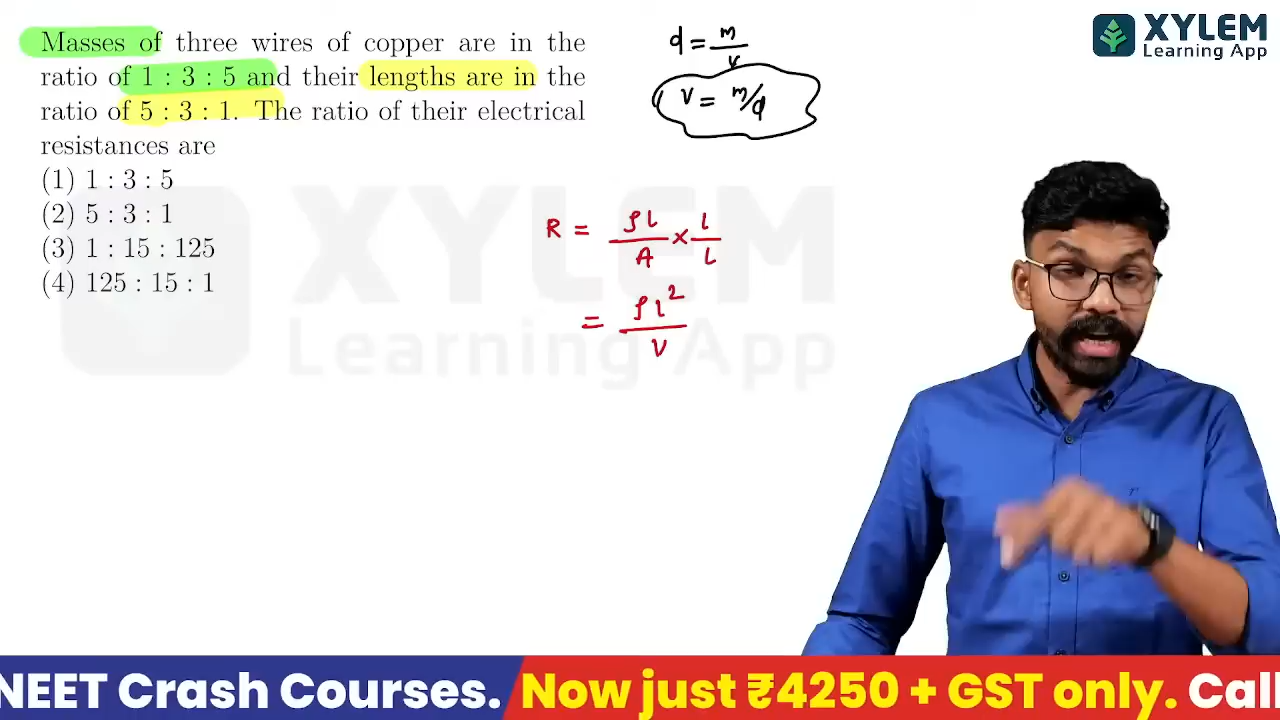 Masses of three wires of copper are in the
ratio of 1 : 3 : 5 and their lengths are in the
ratio of 5 : 3 : 1. The ratio of their electrical
resistances are
(1) 1 : 3 : 5
(2) 5 : 3 : 1
(3) 1 : 15 : 125
(4) 125 : 15 : 1
d = m/v
v = m/d
R = ρl/A × l/l
= ρl²/V
XYLEM
Learning App
XYLEM
Learning App
NEET Crash Courses. Now just ₹4250 + GST only. Call